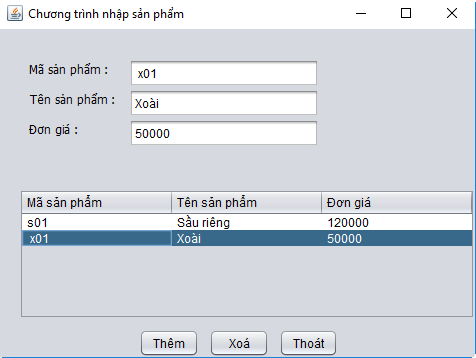 Chương trình nhập sản phẩm
Mã sản phẩm : x01
Tên sản phẩm : Xoài
Đơn giá : 50000
Mã sản phẩm Tên sản phẩm Đơn giá
s01 Sầu riêng 120000
x01 Xoài 50000
Thêm Xoá Thoát